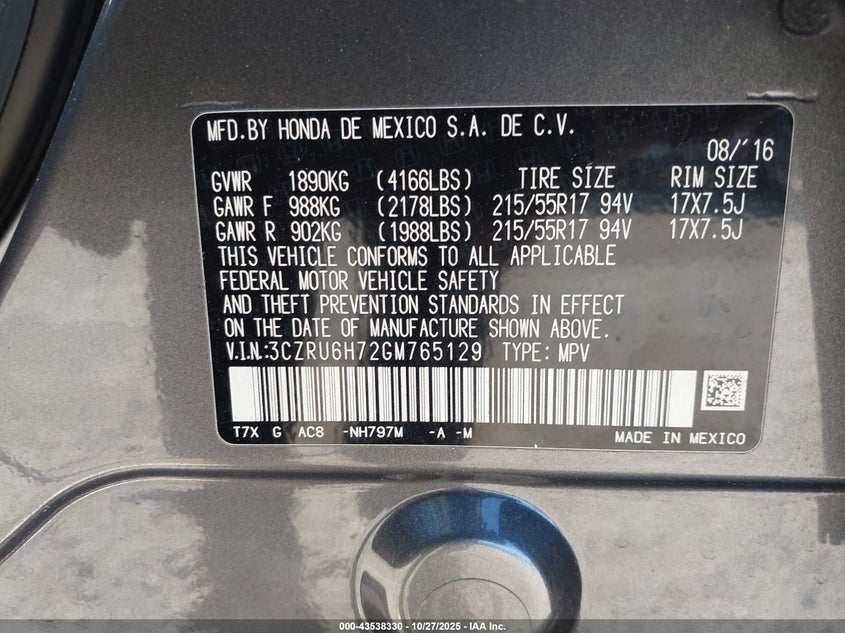 MFD.BY HONDA DE MEXICO S.A. DE C.V.
08/'16
GVWR 1890KG (4166LBS) TIRE SIZE RIM SIZE
GAWR F 988KG (2178LBS) 215/55R17 94V 17X7.5J
GAWR R 902KG (1988LBS) 215/55R17 94V 17X7.5J
THIS VEHICLE CONFORMS TO ALL APPLICABLE
FEDERAL MOTOR VEHICLE SAFETY
AND THEFT PREVENTION STANDARDS IN EFFECT
ON THE DATE OF MANUFACTURE SHOWN ABOVE.
V.I.N.:3CZRU6H72GM765129 TYPE: MPV
T7X G AC8 -NH797M -A -M
MADE IN MEXICO
000-43538330 - 10/27/2025 - IAA Inc.